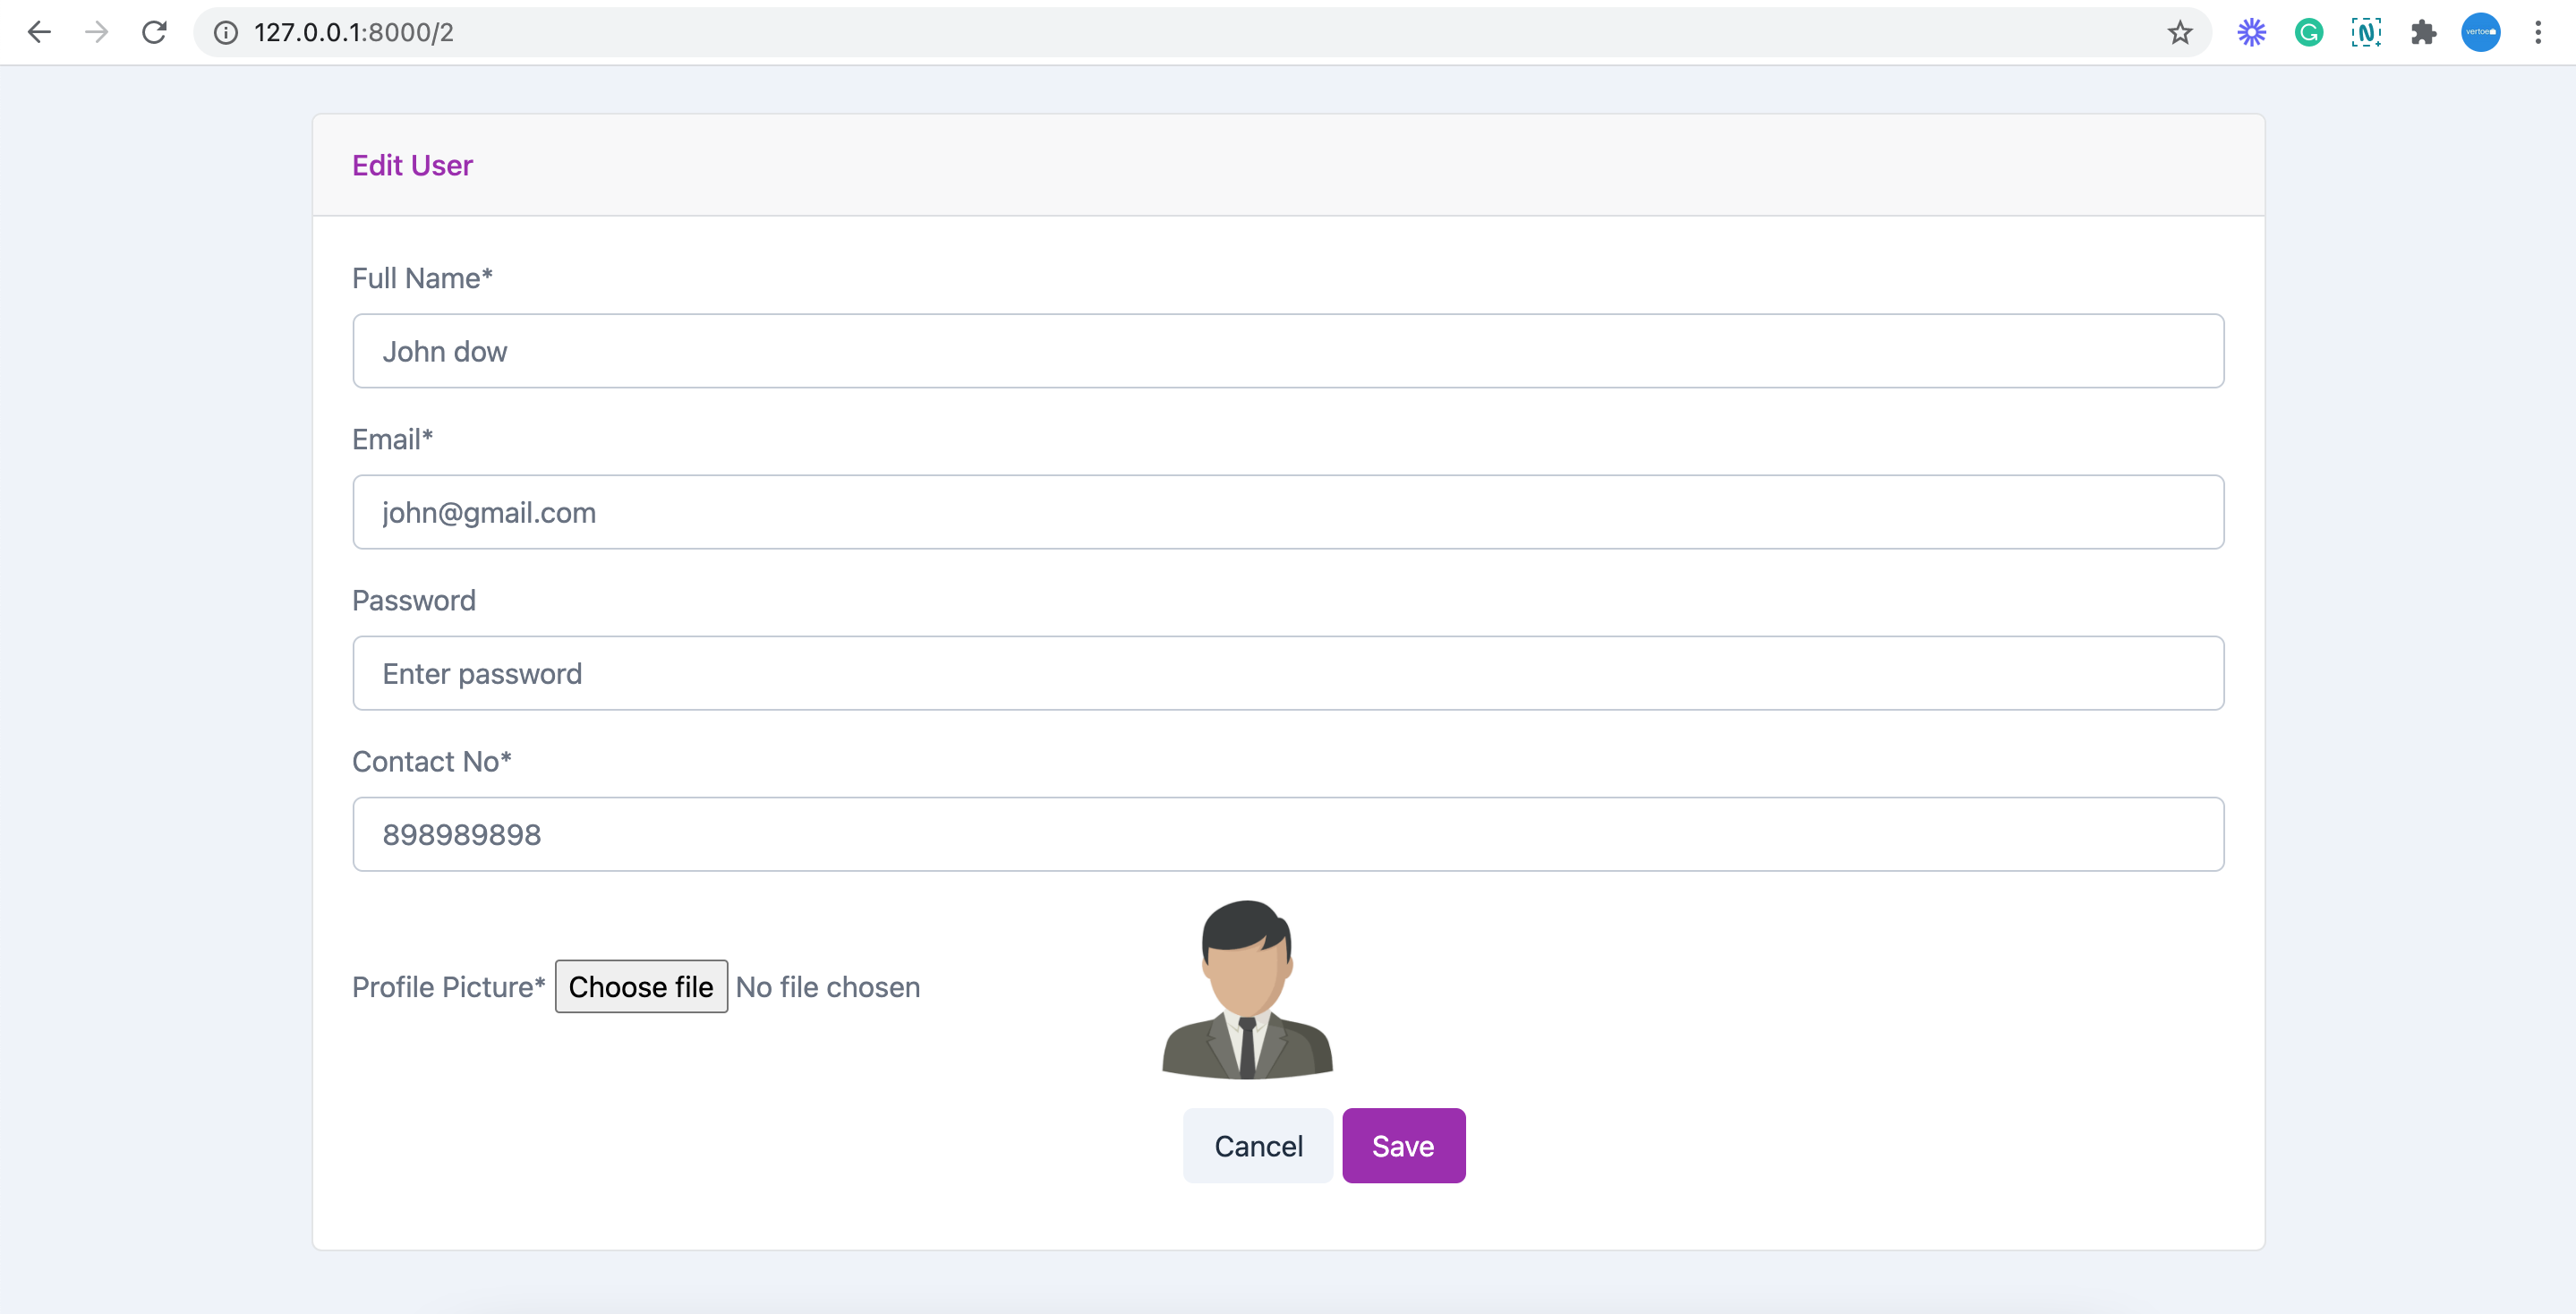 127.0.0.1:8000/2
vertoe
Edit User
Full Name*
John dow
Email*
john@gmail.com
Password
Enter password
Contact No*
898989898
Profile Picture* Choose file No file chosen
Cancel Save